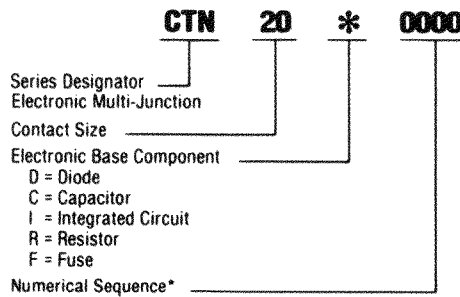 CTN 20 * 0000
Series Designator
Electronic Multi-Junction
Contact Size
Electronic Base Component
D = Diode
C = Capacitor
I = Integrated Circuit
R = Resistor
F = Fuse
Numerical Sequence*